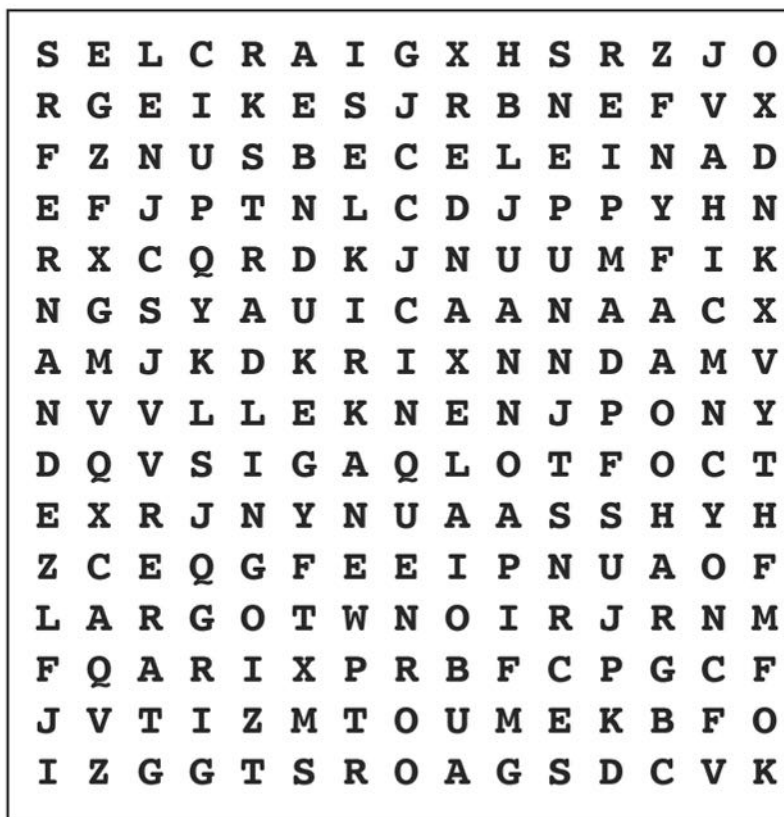 S E L C R A I G X H S R Z J O
R G E I K E S J R B N E F V X
F Z N U S B E C E L E I N A D
E F J P T N L C D J P P Y H N
R X C Q R D K J N U U M F I K
N G S Y A U I C A A N A A C X
A M J K D K R I X N N D A M V
N V V L L E K N E N J P O N Y
D Q V S I G A Q L O T F O C T
E X R J N Y N U A A S S H Y H
Z C E Q G F E E I P N U A O F
L A R G O T W N O I R J R N M
F Q A R I X P R B F C P G C F
J V T I Z M T O U M E K B F O
I Z G G T S R O A G S D C V K